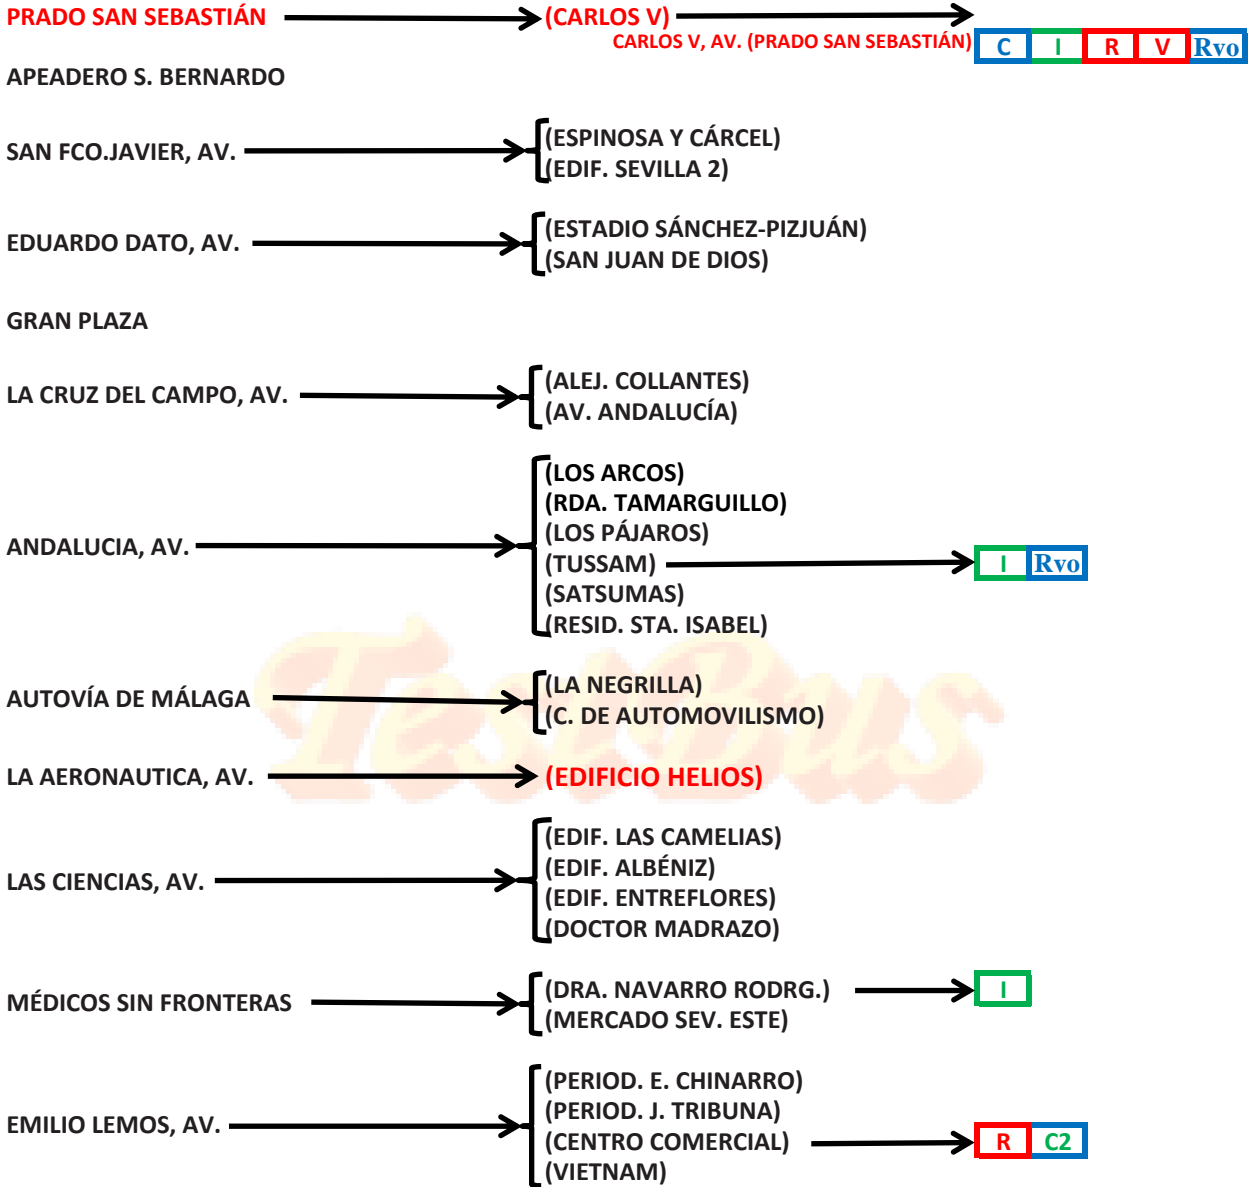 PRADO SAN SEBASTIÁN (CARLOS V)
CARLOS V, AV. (PRADO SAN SEBASTIÁN) C I R V Rvo
APEADERO S. BERNARDO
SAN FCO.JAVIER, AV. (ESPINOSA Y CÁRCEL)
(EDIF. SEVILLA 2)
EDUARDO DATO, AV. (ESTADIO SÁNCHEZ-PIZJUÁN)
(SAN JUAN DE DIOS)
GRAN PLAZA
LA CRUZ DEL CAMPO, AV. (ALEJ. COLLANTES)
(AV. ANDALUCÍA)
ANDALUCIA, AV. (LOS ARCOS)
(RDA. TAMARGUILLO)
(LOS PÁJAROS)
(TUSSAM) I Rvo
(SATSUMAS)
(RESID. STA. ISABEL)
AUTOVÍA DE MÁLAGA (LA NEGRILLA)
(C. DE AUTOMOVILISMO)
LA AERONAUTICA, AV. (EDIFICIO HELIOS)
LAS CIENCIAS, AV. (EDIF. LAS CAMELIAS)
(EDIF. ALBÉNIZ)
(EDIF. ENTREFLORES)
(DOCTOR MADRAZO)
MÉDICOS SIN FRONTERAS (DRA. NAVARRO RODRG.) I
(MERCADO SEV. ESTE)
EMILIO LEMOS, AV. (PERIOD. E. CHINARRO)
(PERIOD. J. TRIBUNA)
(CENTRO COMERCIAL) R C2
(VIETNAM)
TestBus